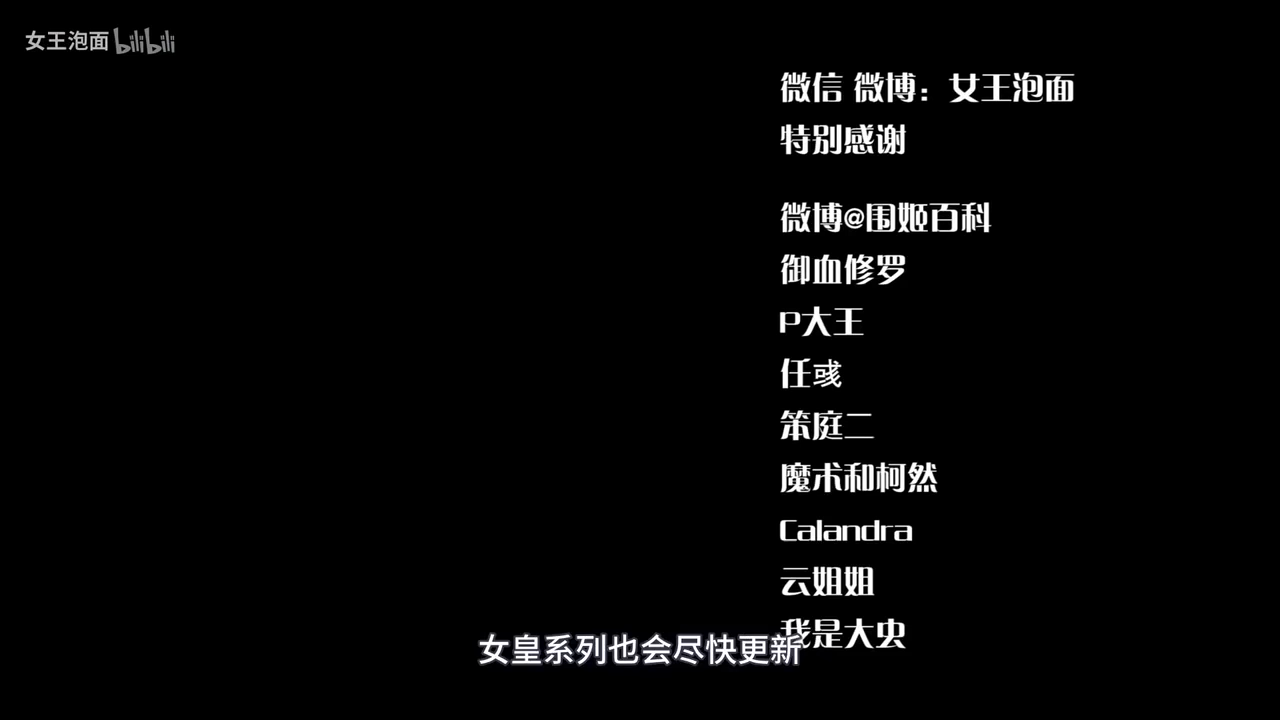 女王泡面 bilibili
微信 微博：女王泡面
特别感谢
微博@围姬百科
御血修罗
P大王
任彧
笨庭二
魔术和柯然
Calandra
云姐姐
我是大虫
女皇系列也会尽快更新